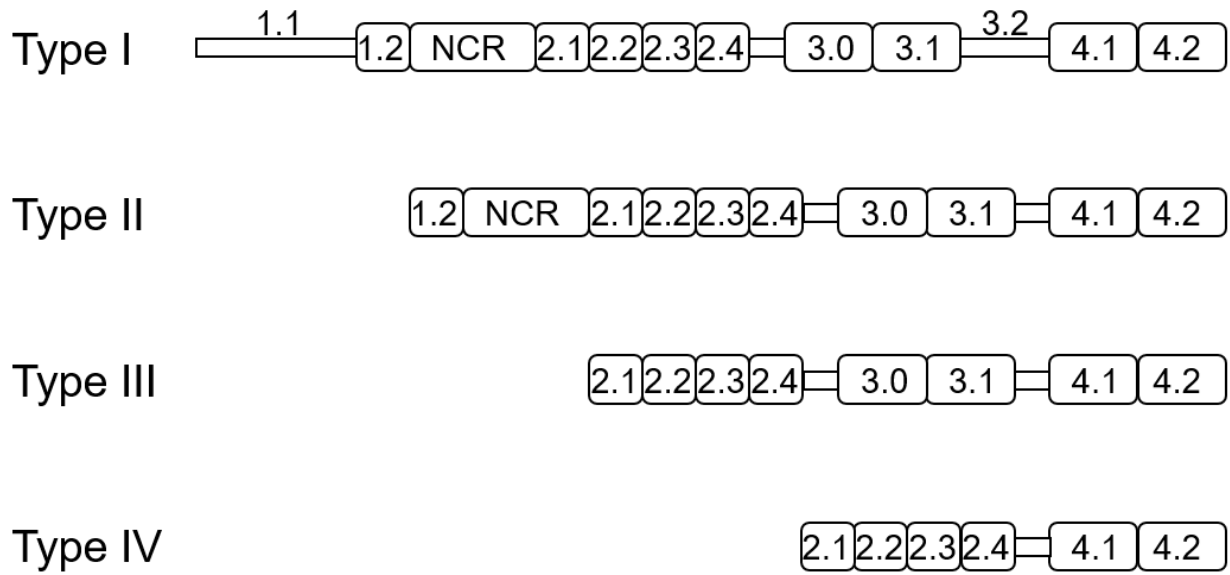 1.1 3.2
Type I 1.2 NCR 2.1 2.2 2.3 2.4 3.0 3.1 4.1 4.2
Type II 1.2 NCR 2.1 2.2 2.3 2.4 3.0 3.1 4.1 4.2
Type III 2.1 2.2 2.3 2.4 3.0 3.1 4.1 4.2
Type IV 2.1 2.2 2.3 2.4 4.1 4.2